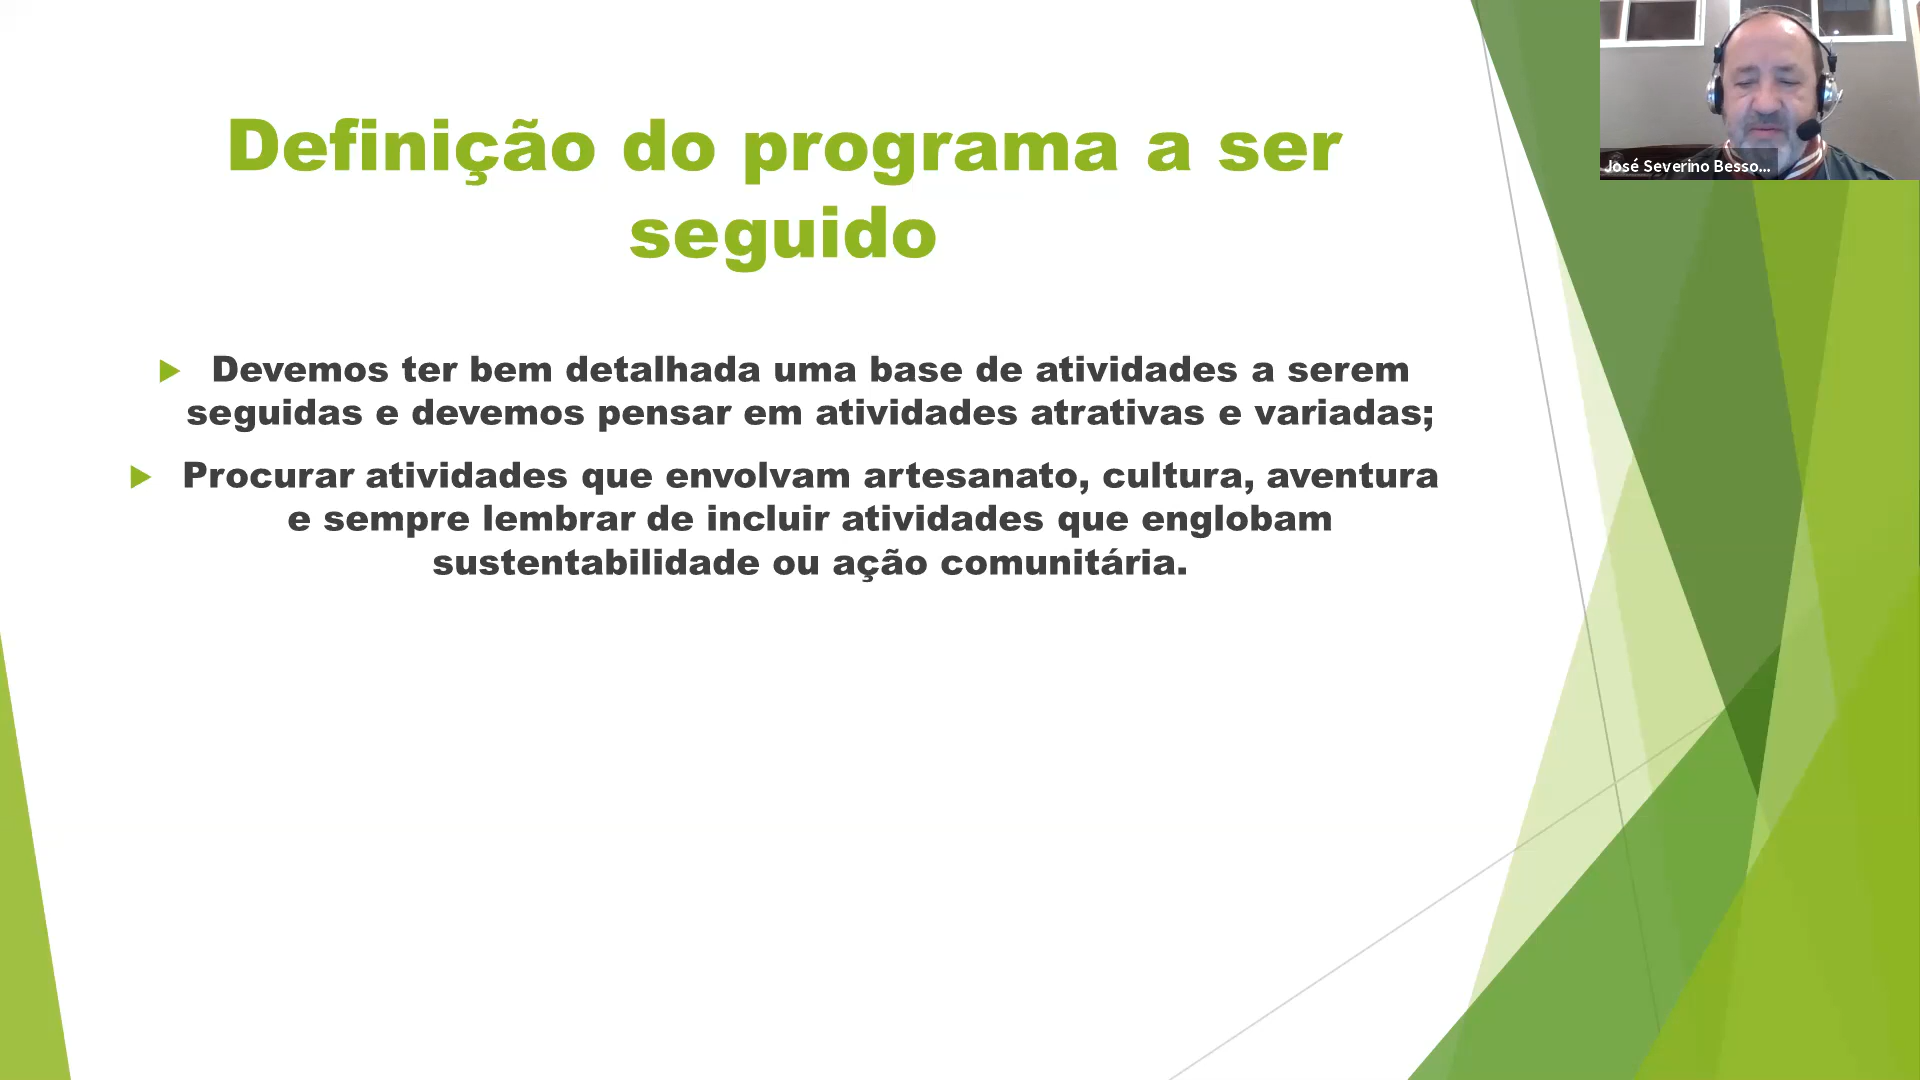 Definição do programa a ser
seguido
Devemos ter bem detalhada uma base de atividades a serem
seguidas e devemos pensar em atividades atrativas e variadas;
Procurar atividades que envolvam artesanato, cultura, aventura
e sempre lembrar de incluir atividades que englobam
sustentabilidade ou ação comunitária.
José Severino Besso...